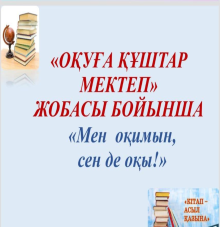 «ОҚУҒА ҚҰШТАР
МЕКТЕП»
ЖОБАСЫ БОЙЫНША
«Мен оқимын,
сен де оқы!»
«КІТАП –
АСЫЛ
ҚАЗЫНА»